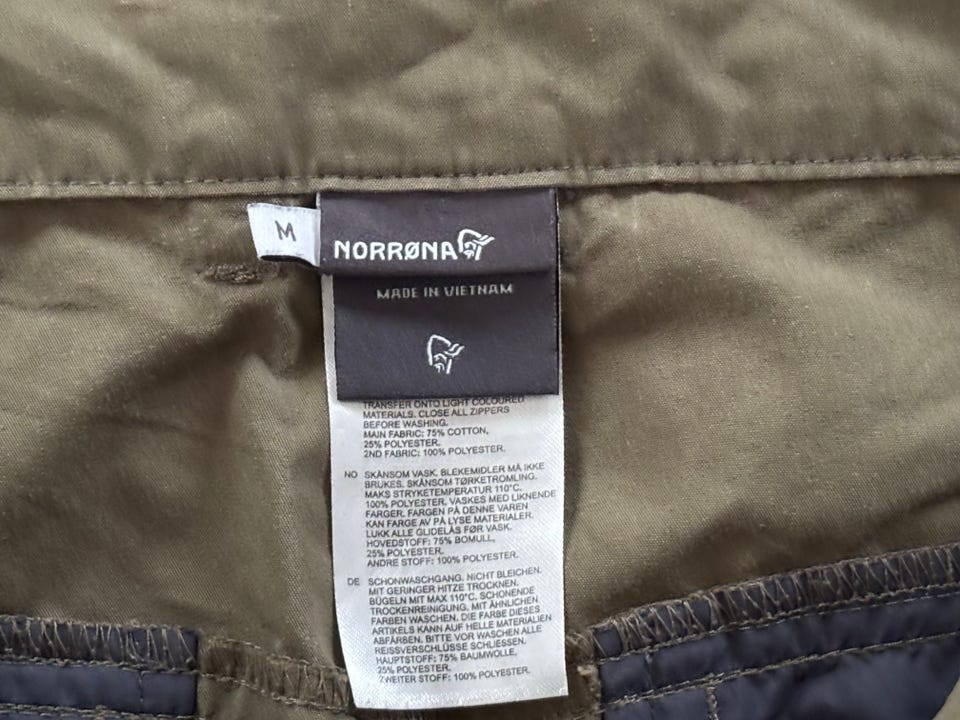 M
NORRØNA
MADE IN VIETNAM
TRANSFER ONTO LIGHT COLOURED
MATERIALS. CLOSE ALL ZIPPERS
BEFORE WASHING.
MAIN FABRIC: 75% COTTON,
25% POLYESTER.
2ND FABRIC: 100% POLYESTER.
NO SKÅNSOM VASK. BLEKEMIDLER MÅ IKKE
BRUKES. SKÅNSOM TØRKETROMLING.
MAKS STRYKETEMPERATUR 110°C.
100% POLYESTER. VASKES MED LIKNENDE
FARGER. FARGEN PÅ DENNE VAREN
KAN FARGE AV PÅ LYSE MATERIALER.
LUKK ALLE GLIDELÅS FØR VASK.
HOVEDSTOFF: 75% BOMULL,
25% POLYESTER.
ANDRE STOFF: 100% POLYESTER.
DE SCHONWASCHGANG. NICHT BLEICHEN.
MIT GERINGER HITZE TROCKNEN.
BÜGELN MIT MAX 110°C. SCHONENDE
TROCKENREINIGUNG. MIT ÄHNLICHEN
FARBEN WASCHEN. DIE FARBE DIESES
ARTIKELS KANN AUF HELLE MATERIALIEN
ABFÄRBEN. BITTE VOR WASCHEN ALLE
REISSVERSCHLÜSSE SCHLIESSEN.
HAUPTSTOFF: 75% BAUMWOLLE,
25% POLYESTER.
ZWEITER STOFF: 100% POLYESTER.